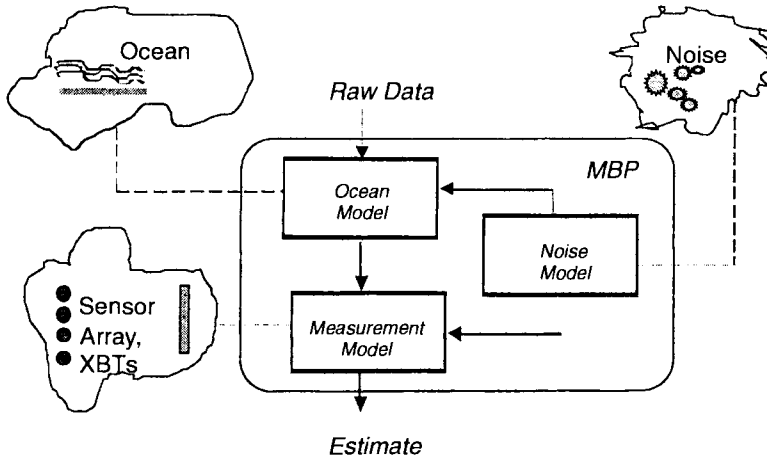 Ocean
Noise
Raw Data
MBP
Ocean
Model
Noise
Model
Sensor
Array,
XBTs
Measurement
Model
Estimate